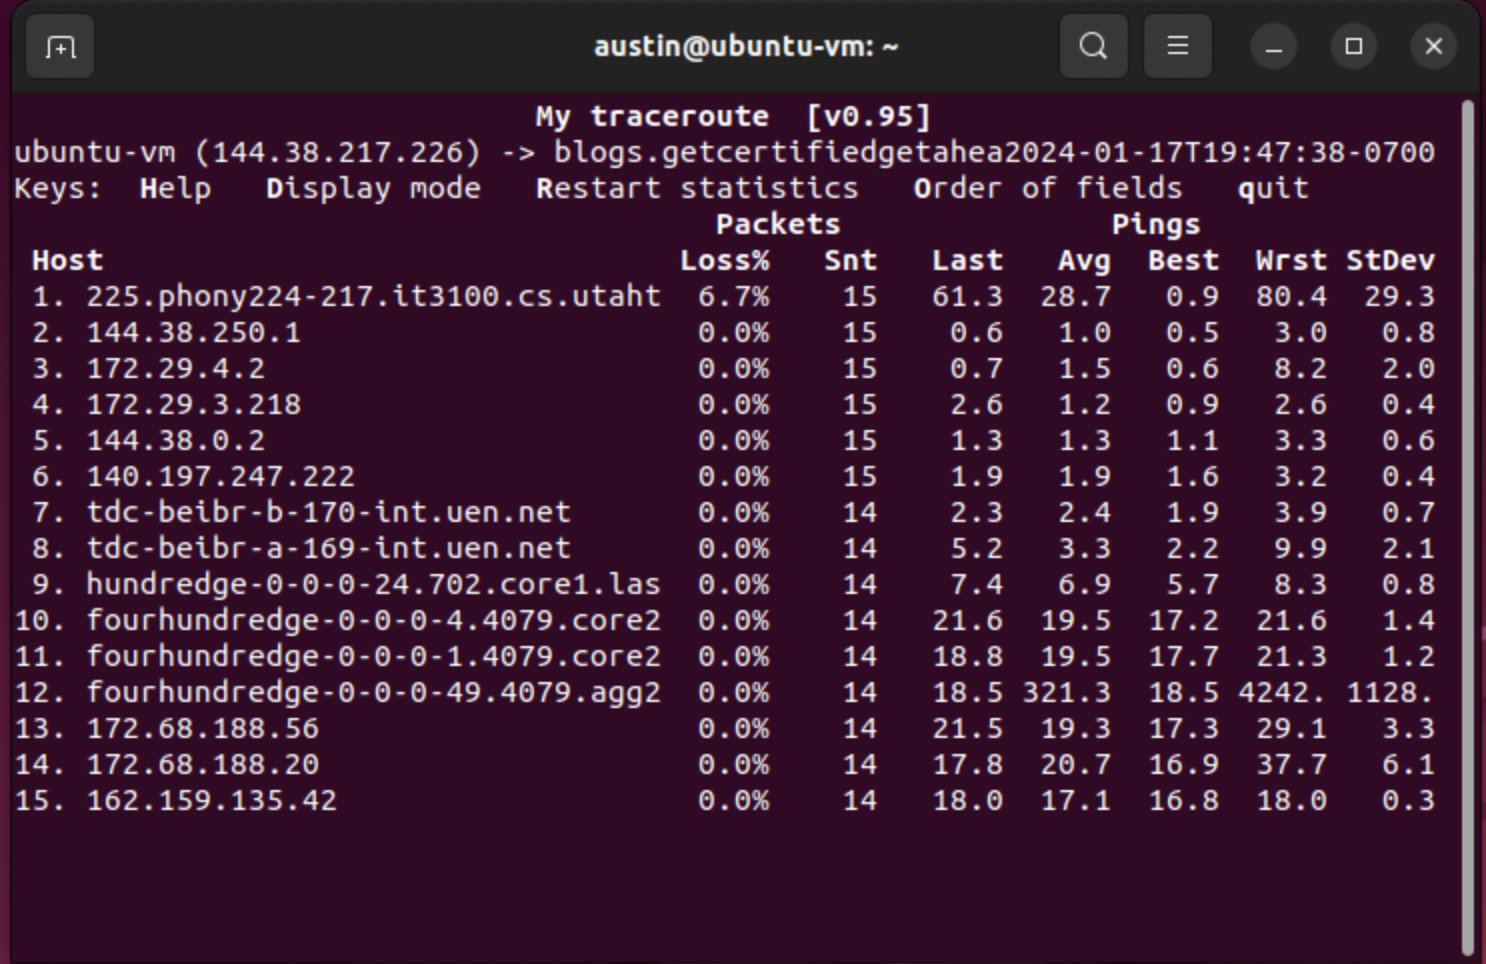 austin@ubuntu-vm: ~
My traceroute [v0.95]
ubuntu-vm (144.38.217.226) -> blogs.getcertifiedgetahea2024-01-17T19:47:38-0700
Keys: Help Display mode Restart statistics Order of fields quit
Packets Pings
Host Loss% Snt Last Avg Best Wrst StDev
1. 225.phony224-217.it3100.cs.utaht 6.7% 15 61.3 28.7 0.9 80.4 29.3
2. 144.38.250.1 0.0% 15 0.6 1.0 0.5 3.0 0.8
3. 172.29.4.2 0.0% 15 0.7 1.5 0.6 8.2 2.0
4. 172.29.3.218 0.0% 15 2.6 1.2 0.9 2.6 0.4
5. 144.38.0.2 0.0% 15 1.3 1.3 1.1 3.3 0.6
6. 140.197.247.222 0.0% 15 1.9 1.9 1.6 3.2 0.4
7. tdc-beibr-b-170-int.uen.net 0.0% 14 2.3 2.4 1.9 3.9 0.7
8. tdc-beibr-a-169-int.uen.net 0.0% 14 5.2 3.3 2.2 9.9 2.1
9. hundredge-0-0-0-24.702.core1.las 0.0% 14 7.4 6.9 5.7 8.3 0.8
10. fourhundredge-0-0-0-4.4079.core2 0.0% 14 21.6 19.5 17.2 21.6 1.4
11. fourhundredge-0-0-0-1.4079.core2 0.0% 14 18.8 19.5 17.7 21.3 1.2
12. fourhundredge-0-0-0-49.4079.agg2 0.0% 14 18.5 321.3 18.5 4242. 1128.
13. 172.68.188.56 0.0% 14 21.5 19.3 17.3 29.1 3.3
14. 172.68.188.20 0.0% 14 17.8 20.7 16.9 37.7 6.1
15. 162.159.135.42 0.0% 14 18.0 17.1 16.8 18.0 0.3